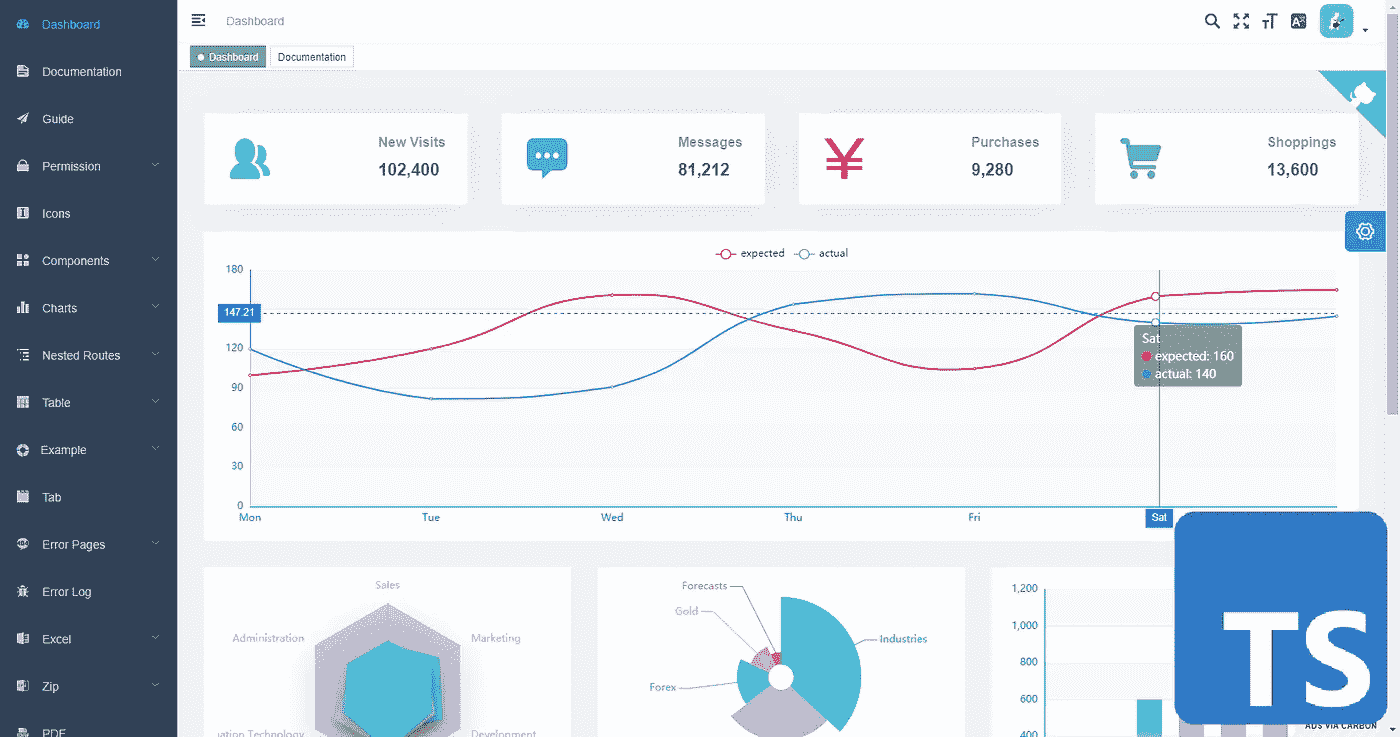 Dashboard
Documentation
Guide
Permission
Icons
Components
Charts
Nested Routes
Table
Example
Tab
Error Pages
Error Log
Excel
Zip
PDF
Dashboard
Dashboard
Documentation
New Visits
102,400
Messages
81,212
Purchases
9,280
Shoppings
13,600
expected
actual
180
147.21
120
90
60
30
0
Mon
Tue
Wed
Thu
Fri
Sat
Sat
expected: 160
actual: 140
Sales
Administration
Marketing
Technology
Development
Forecasts
Gold
Industries
Forex
1,200
1,000
800
600
400
TS
ADS VIA CARBON